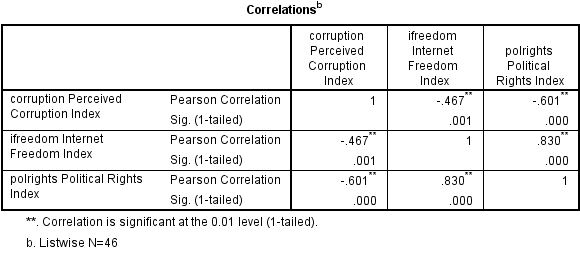 Correlationsb
corruption Perceived Corruption Index ifreedom Internet Freedom Index polrights Political Rights Index
corruption Perceived Corruption Index Pearson Correlation 1 -.467** -.601**
Sig. (1-tailed) .001 .000
ifreedom Internet Freedom Index Pearson Correlation -.467** 1 .830**
Sig. (1-tailed) .001 .000
polrights Political Rights Index Pearson Correlation -.601** .830** 1
Sig. (1-tailed) .000 .000
**. Correlation is significant at the 0.01 level (1-tailed).
b. Listwise N=46